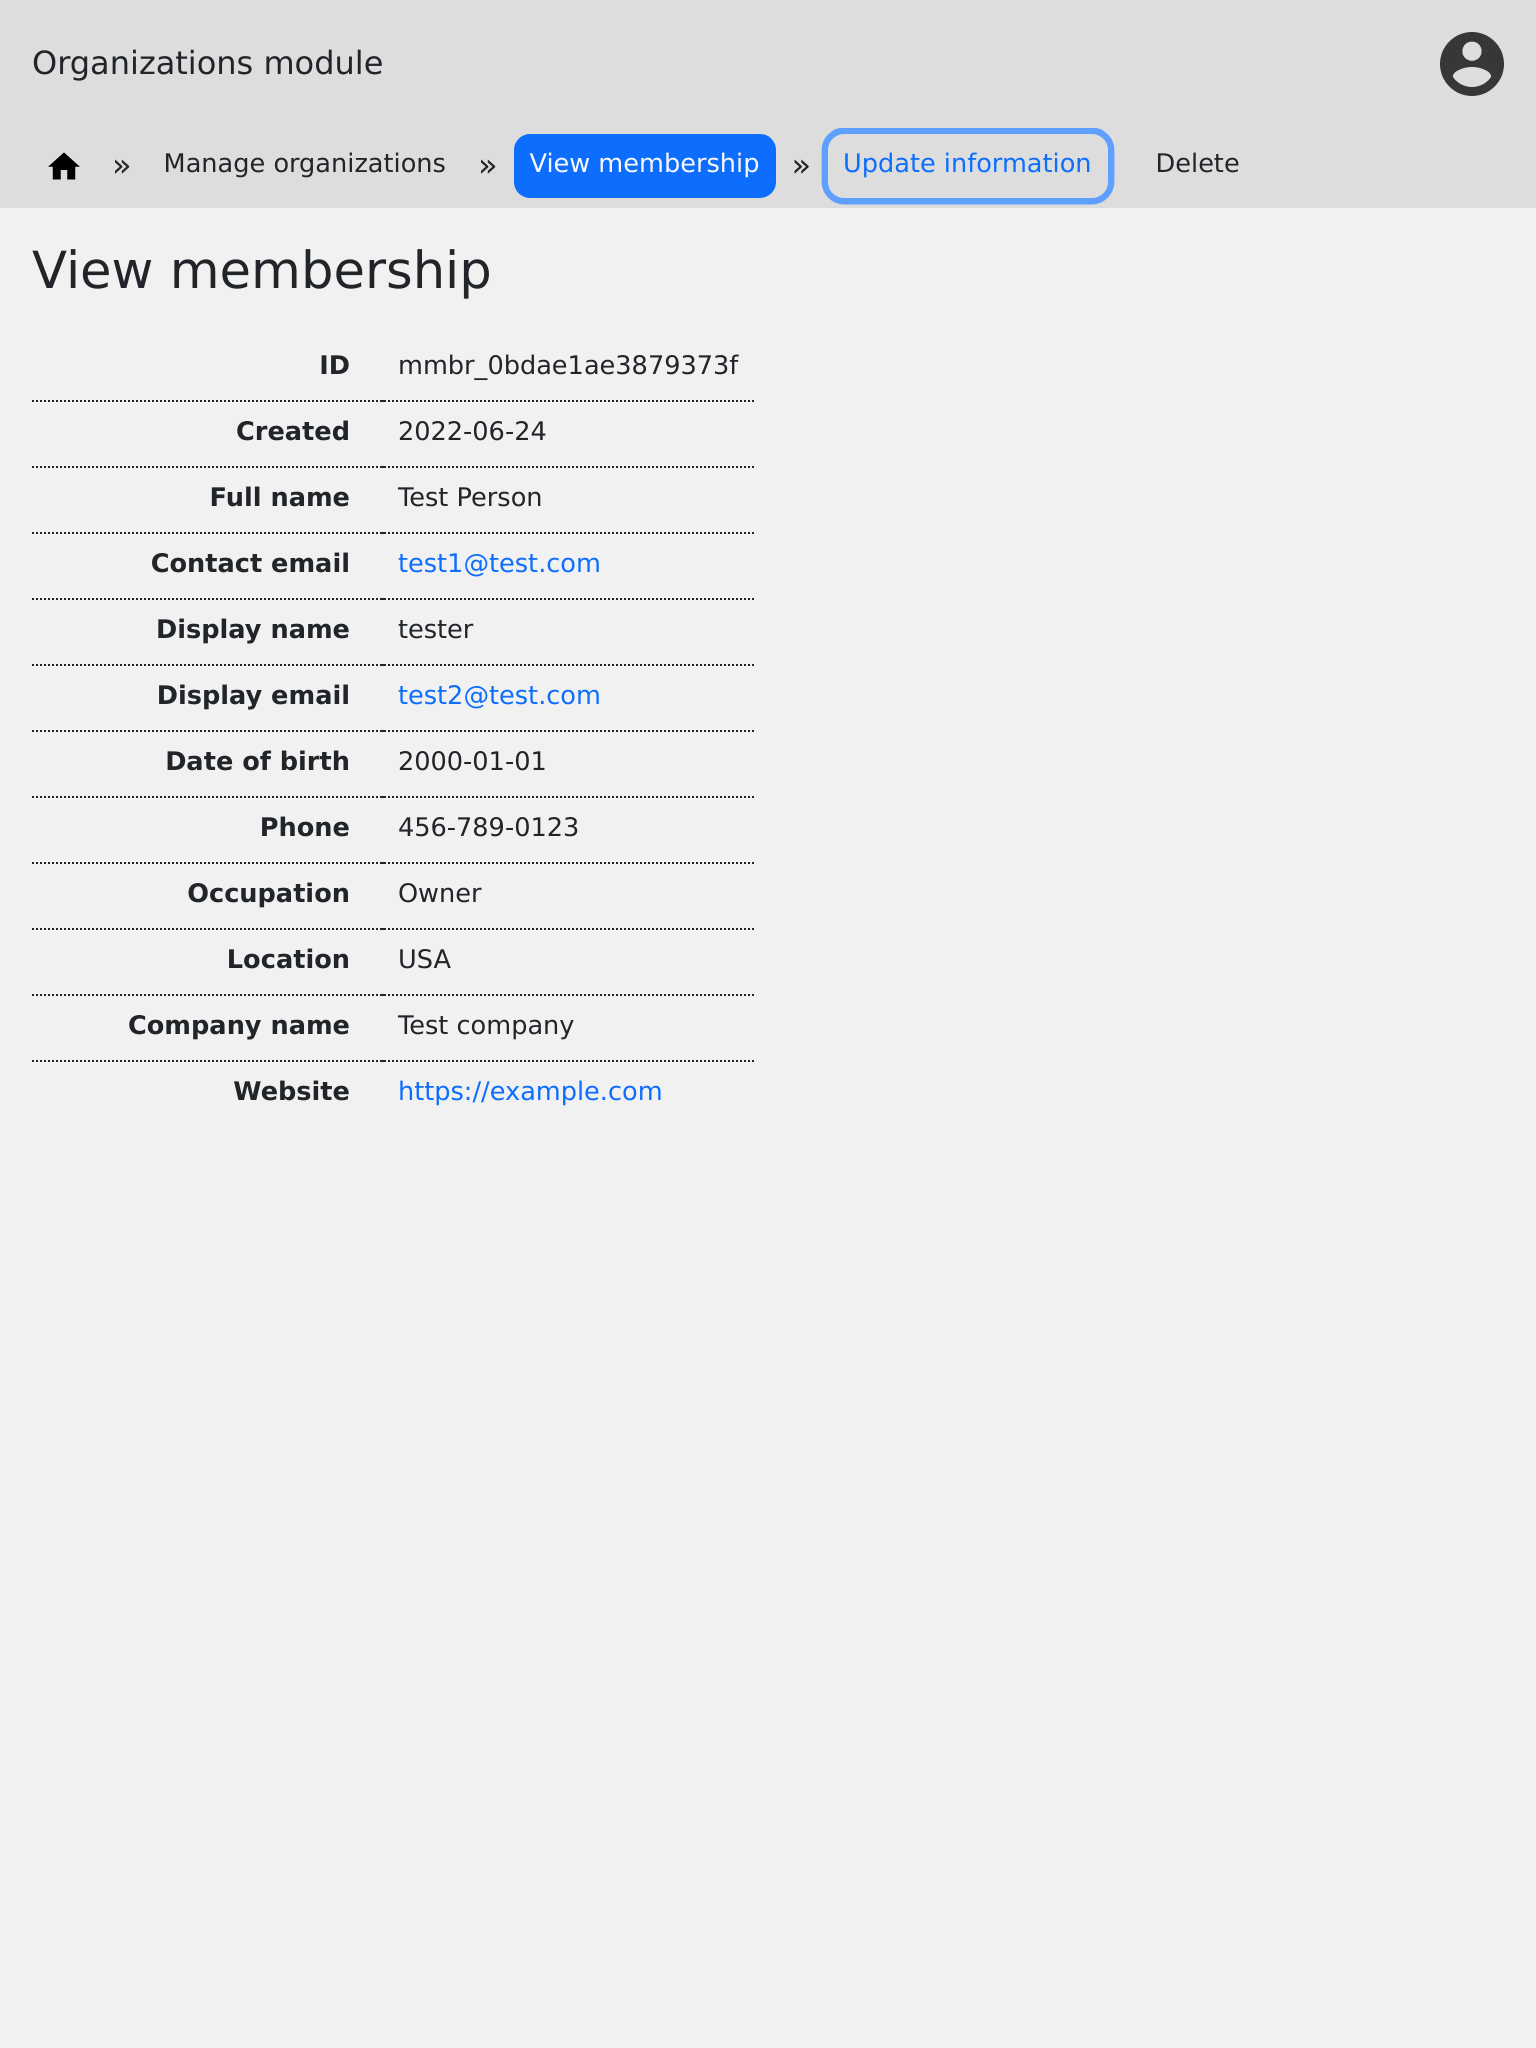 Organizations module
» Manage organizations » View membership » Update information Delete
View membership
ID mmbr_0bdae1ae3879373f
Created 2022-06-24
Full name Test Person
Contact email test1@test.com
Display name tester
Display email test2@test.com
Date of birth 2000-01-01
Phone 456-789-0123
Occupation Owner
Location USA
Company name Test company
Website https://example.com